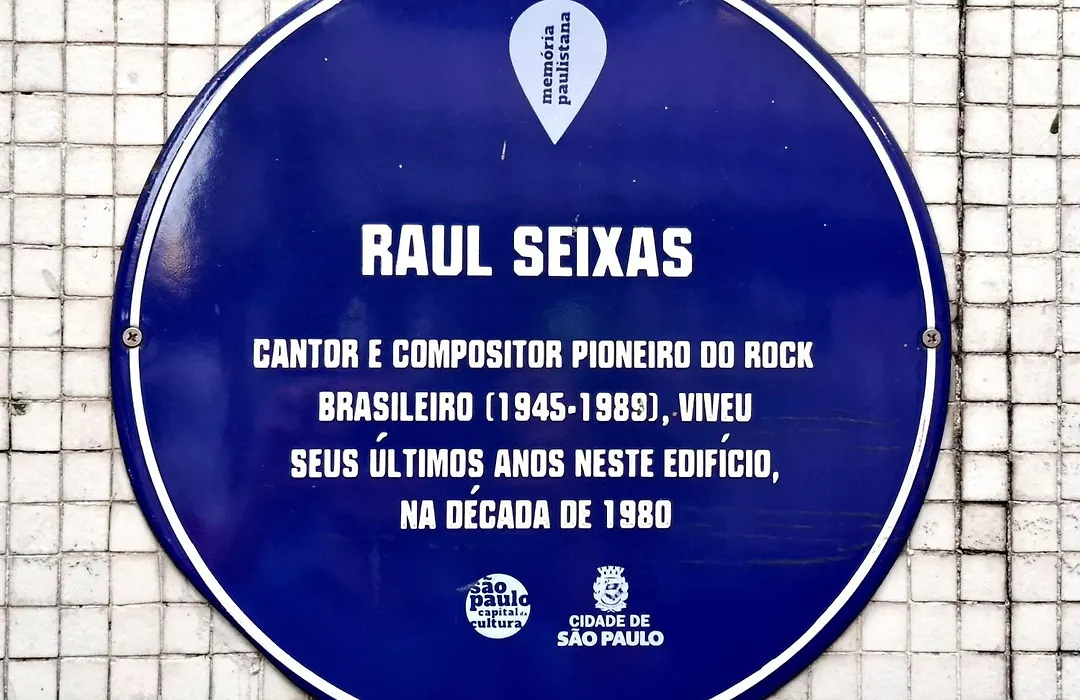 memória
paulistana
RAUL SEIXAS
CANTOR E COMPOSITOR PIONEIRO DO ROCK
BRASILEIRO (1945-1989), VIVEU
SEUS ÚLTIMOS ANOS NESTE EDIFÍCIO,
NA DÉCADA DE 1980
são
paulo
capital da
cultura
CIDADE DE
SÃO PAULO